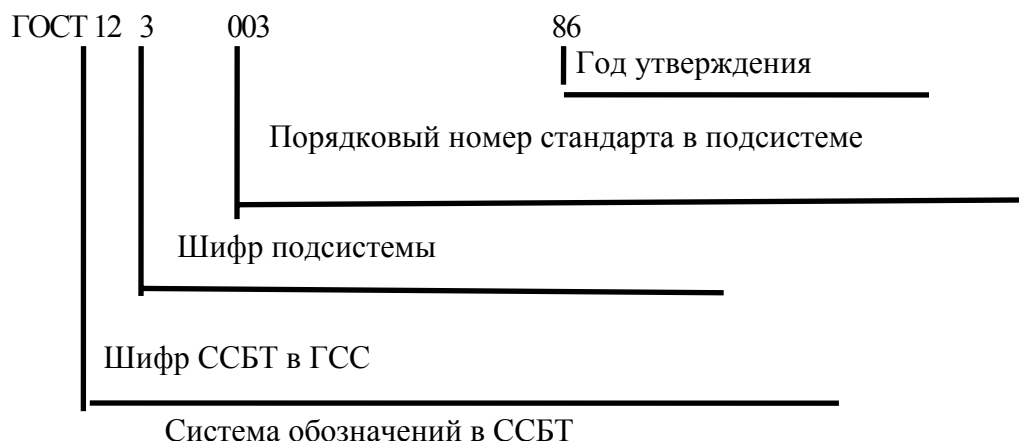 ГОСТ 12 3 003 86
Год утверждения
Порядковый номер стандарта в подсистеме
Шифр подсистемы
Шифр ССБТ в ГСС
Система обозначений в ССБТ